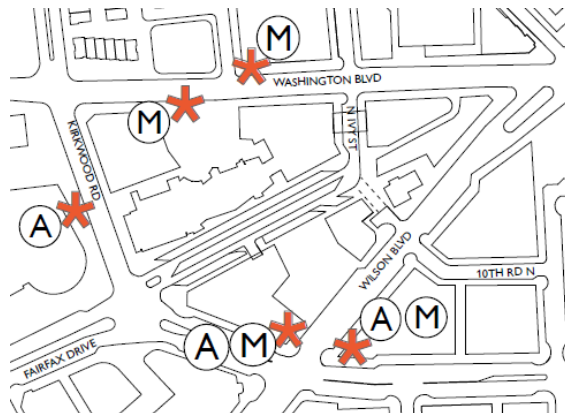 M
WASHINGTON BLVD
M
N IVY ST
KIRKWOOD RD
A
WILSON BLVD
10TH RD N
A M
A M
FAIRFAX DRIVE